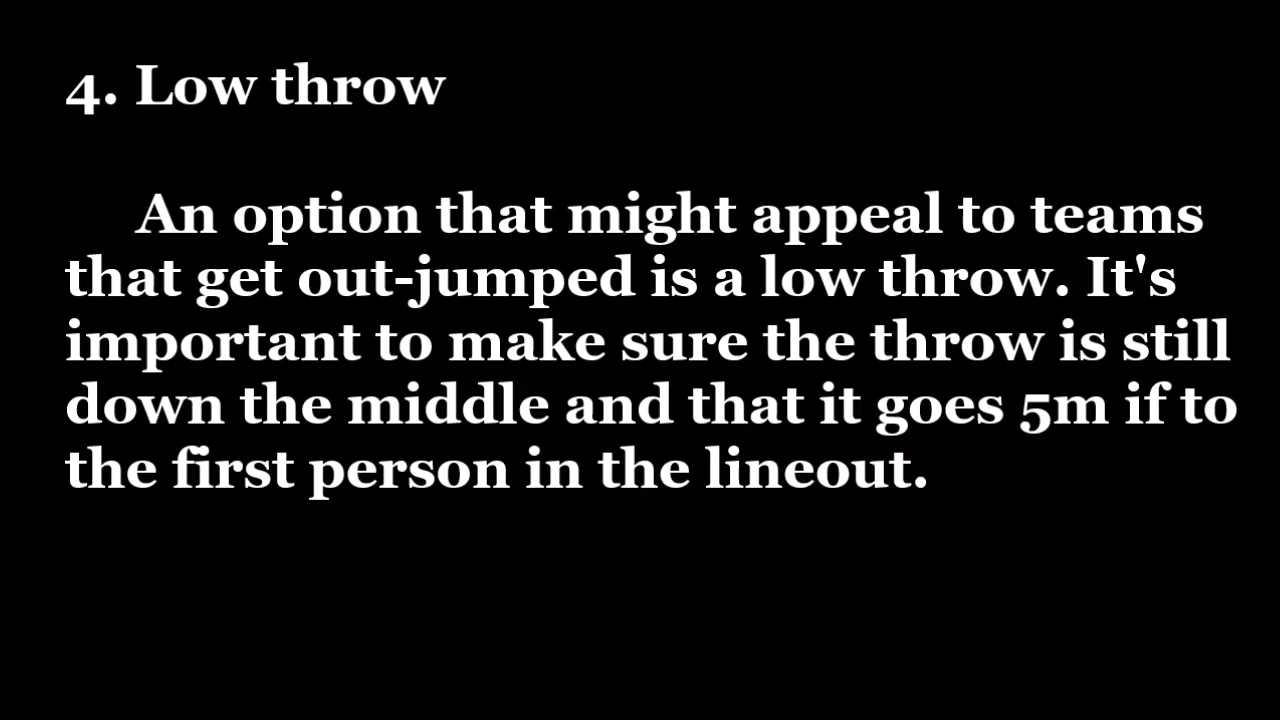 4. Low throw
An option that might appeal to teams
that get out-jumped is a low throw. It's
important to make sure the throw is still
down the middle and that it goes 5m if to
the first person in the lineout.